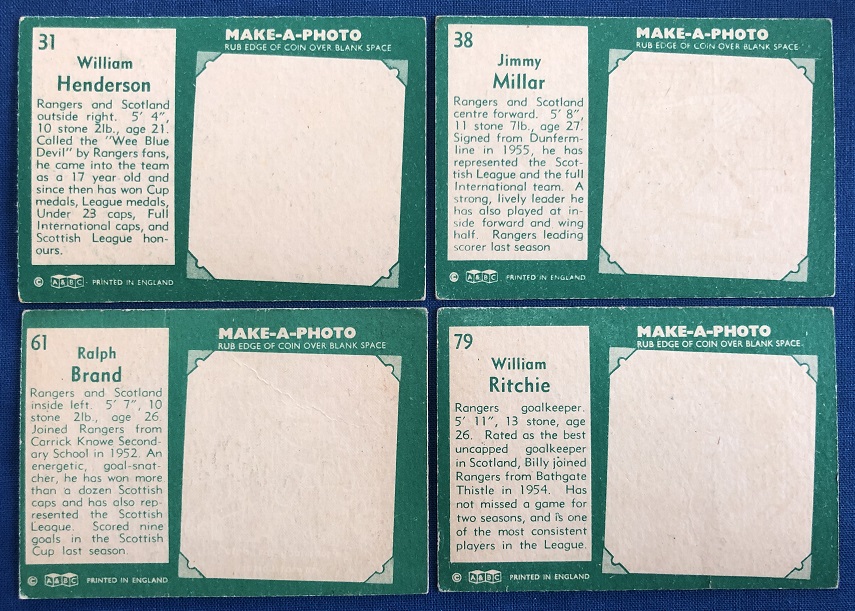 31
William
Henderson
Rangers and Scotland
outside right. 5' 4",
10 stone 2lb., age 21.
Called the "Wee Blue
Devil" by Rangers fans,
he came into the team
as a 17 year old and
since then has won Cup
medals, League medals,
Under 23 caps, Full
International caps, and
Scottish League hon-
ours.
MAKE-A-PHOTO
RUB EDGE OF COIN OVER BLANK SPACE
© A&BC PRINTED IN ENGLAND
38
Jimmy
Millar
Rangers and Scotland
centre forward. 5' 8",
11 stone 7lb., age 27.
Signed from Dunferm-
line in 1955, he has
represented the Scot-
tish League and the full
International team. A
strong, lively leader he
has also played at in-
side forward and wing
half. Rangers leading
scorer last season
MAKE-A-PHOTO
RUB EDGE OF COIN OVER BLANK SPACE
© A&BC PRINTED IN ENGLAND
61
Ralph
Brand
Rangers and Scotland
inside left. 5' 7", 10
stone 2lb., age 26.
Joined Rangers from
Carrick Knowe Second-
ary School in 1952. An
energetic, goal-snat-
cher, he has won more
than a dozen Scottish
caps and has also rep-
resented the Scottish
League. Scored nine
goals in the Scottish
Cup last season.
MAKE-A-PHOTO
RUB EDGE OF COIN OVER BLANK SPACE
© A&BC PRINTED IN ENGLAND
79
William
Ritchie
Rangers goalkeeper.
5' 11", 13 stone, age
26. Rated as the best
uncapped goalkeeper
in Scotland, Billy joined
Rangers from Bathgate
Thistle in 1954. Has
not missed a game for
two seasons, and is one
of the most consistent
players in the League.
MAKE-A-PHOTO
RUB EDGE OF COIN OVER BLANK SPACE
© A&BC PRINTED IN ENGLAND